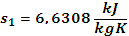 s₁ = 6,6308 kJ/kgK